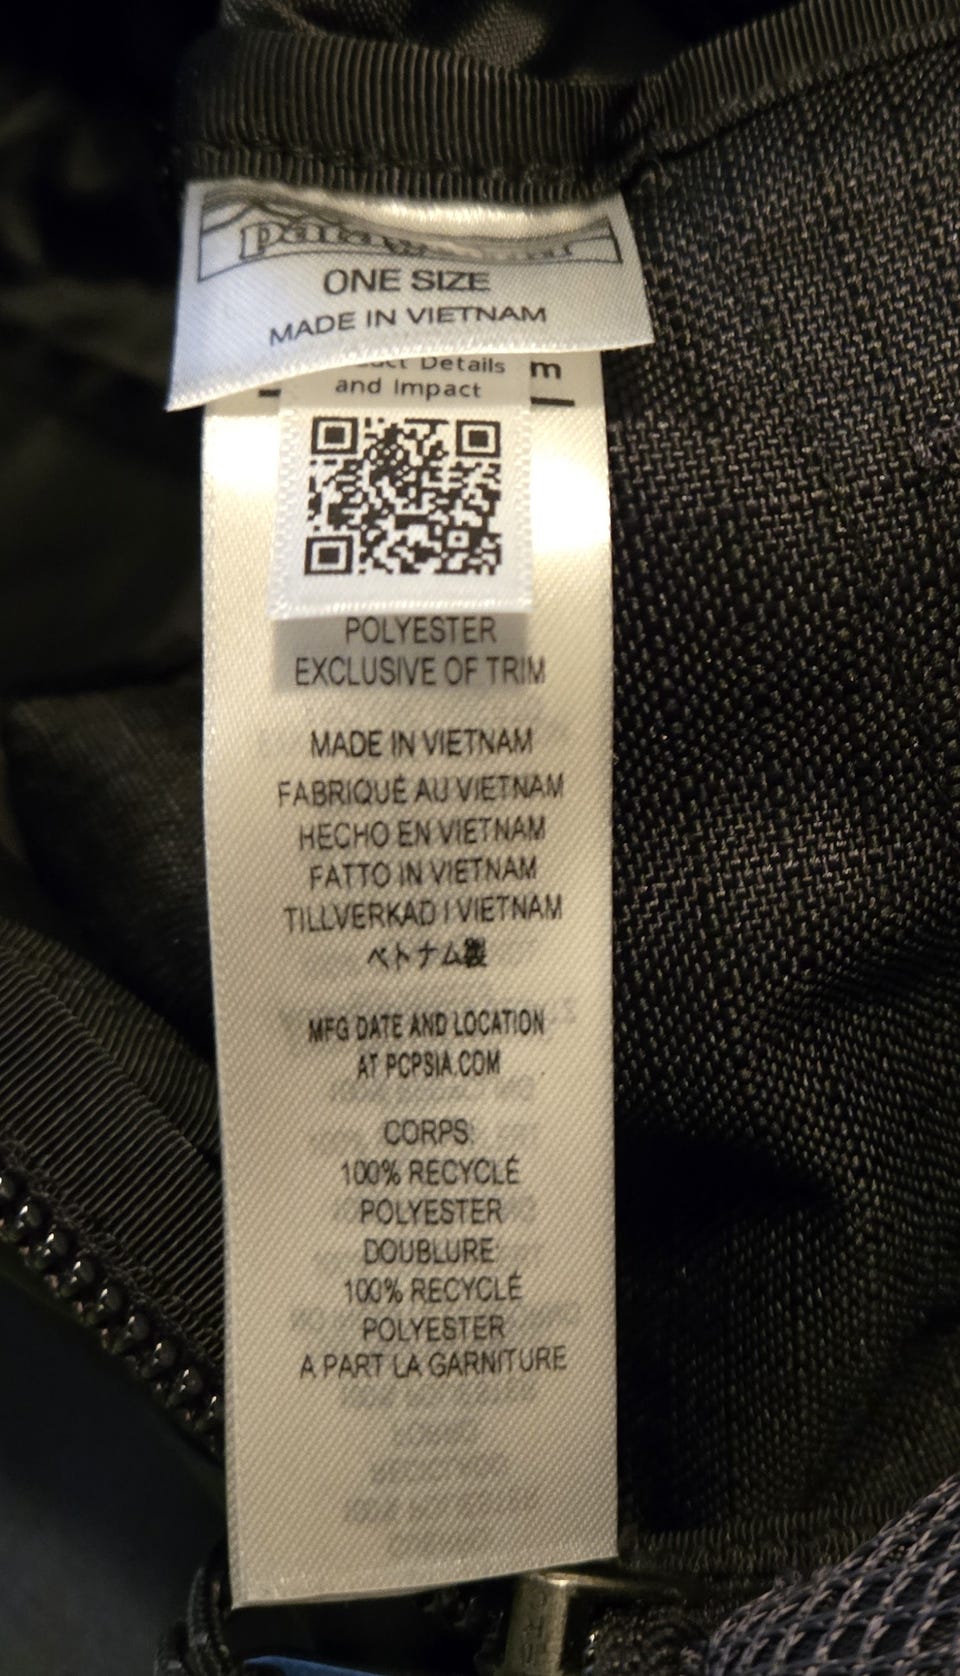 patagonia
ONE SIZE
MADE IN VIETNAM
Details
and Impact
m
POLYESTER
EXCLUSIVE OF TRIM
MADE IN VIETNAM
FABRIQUÉ AU VIETNAM
HECHO EN VIETNAM
FATTO IN VIETNAM
TILLVERKAD I VIETNAM
ベトナム製
MFG DATE AND LOCATION
AT PCPSIA.COM
CORPS:
100% RECYCLÉ
POLYESTER
DOUBLURE:
100% RECYCLÉ
POLYESTER
A PART LA GARNITURE